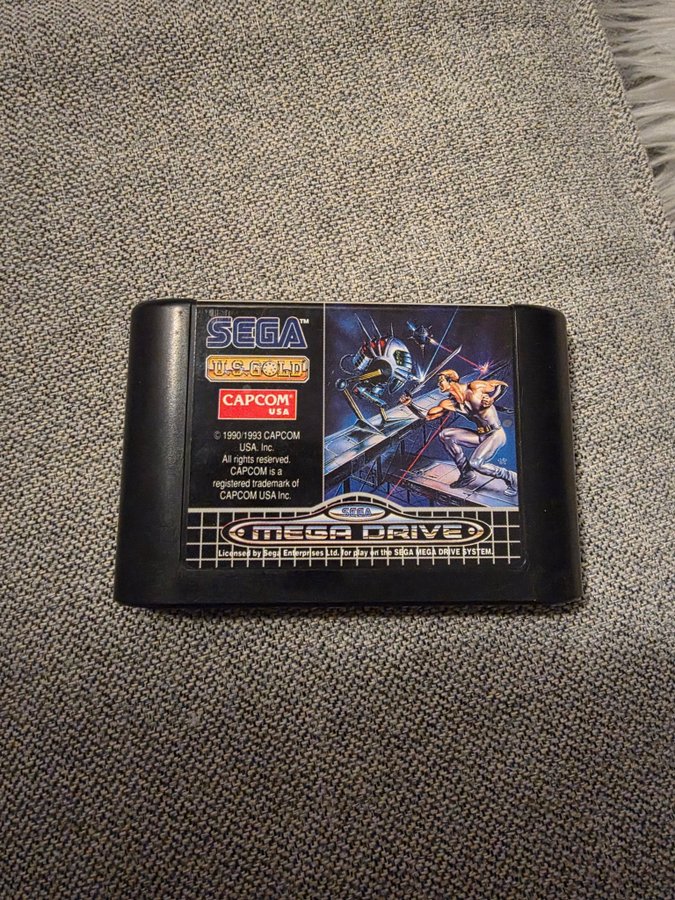 SEGA™
U.S.GOLD
CAPCOM®
USA
© 1990/1993 CAPCOM
USA. Inc.
All rights reserved.
CAPCOM is a
registered trademark of
CAPCOM USA Inc.
SEGA
MEGA DRIVE
Licensed by Sega Enterprises Ltd. for play on the SEGA MEGA DRIVE SYSTEM.